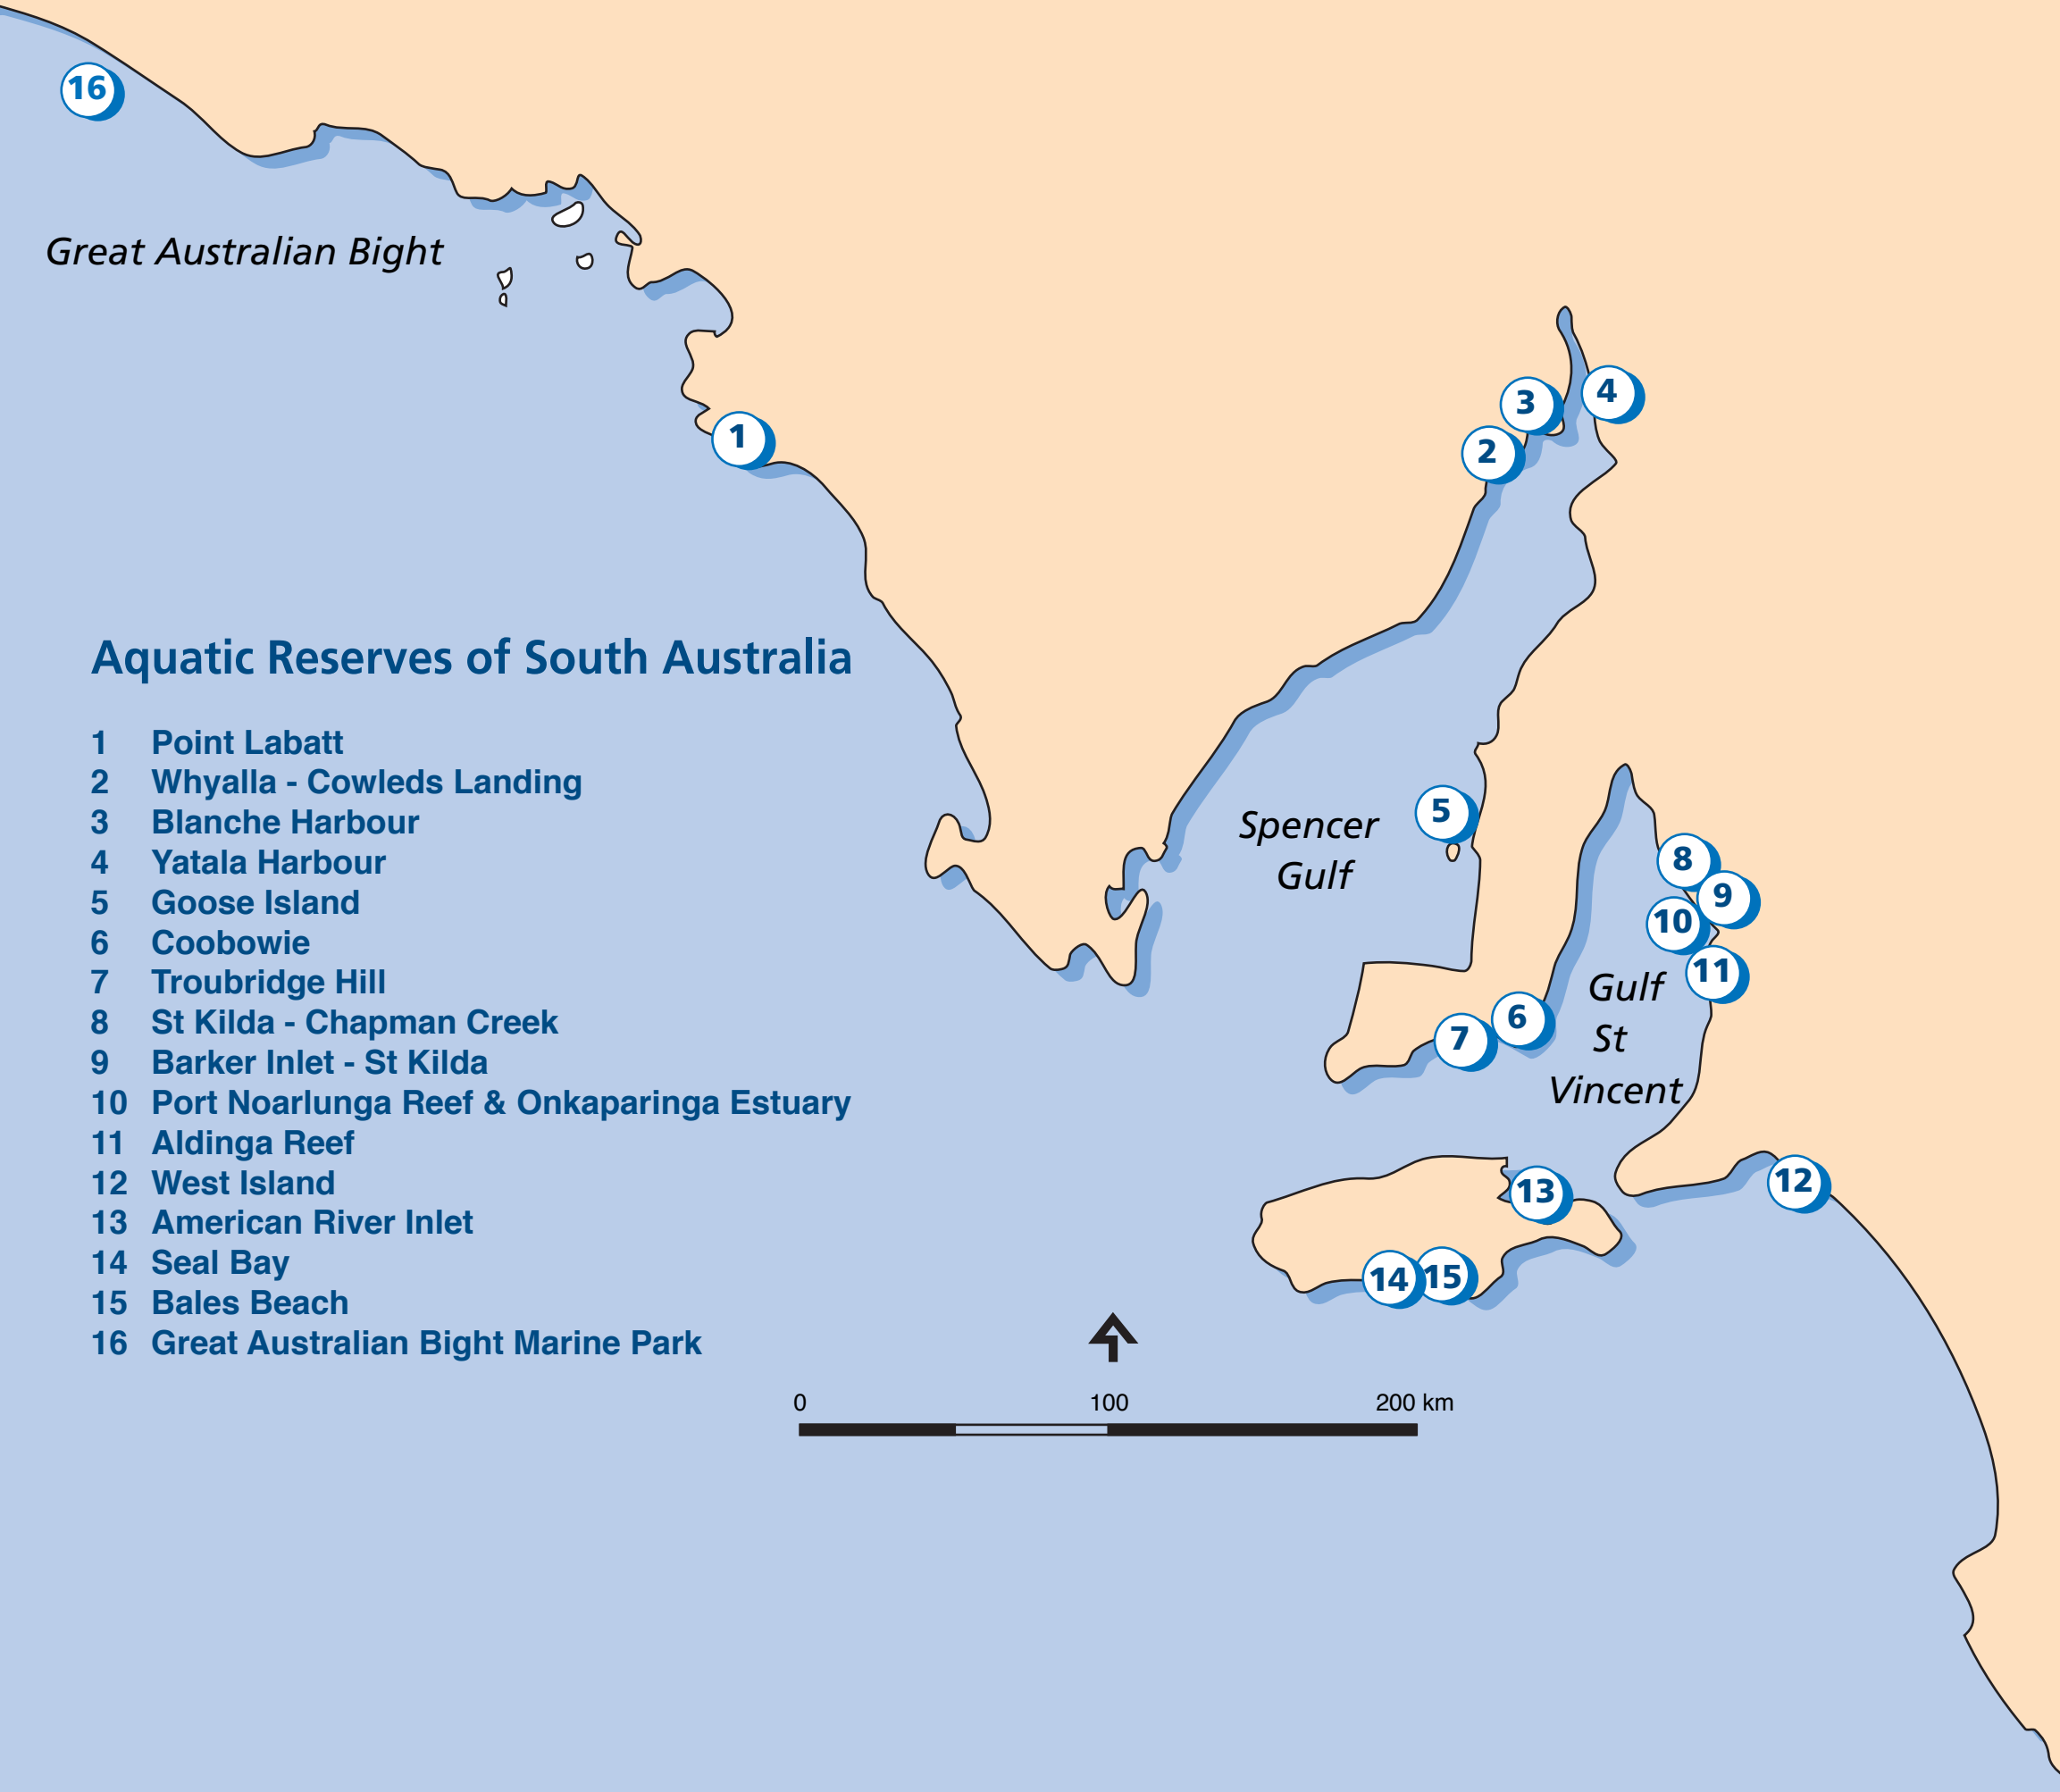 16
Great Australian Bight
1
2
3
4
5
Spencer
Gulf
8
9
10
11
Gulf
St
Vincent
6
7
12
13
14
15
Aquatic Reserves of South Australia
1 Point Labatt
2 Whyalla - Cowleds Landing
3 Blanche Harbour
4 Yatala Harbour
5 Goose Island
6 Coobowie
7 Troubridge Hill
8 St Kilda - Chapman Creek
9 Barker Inlet - St Kilda
10 Port Noarlunga Reef & Onkaparinga Estuary
11 Aldinga Reef
12 West Island
13 American River Inlet
14 Seal Bay
15 Bales Beach
16 Great Australian Bight Marine Park
0 100 200 km